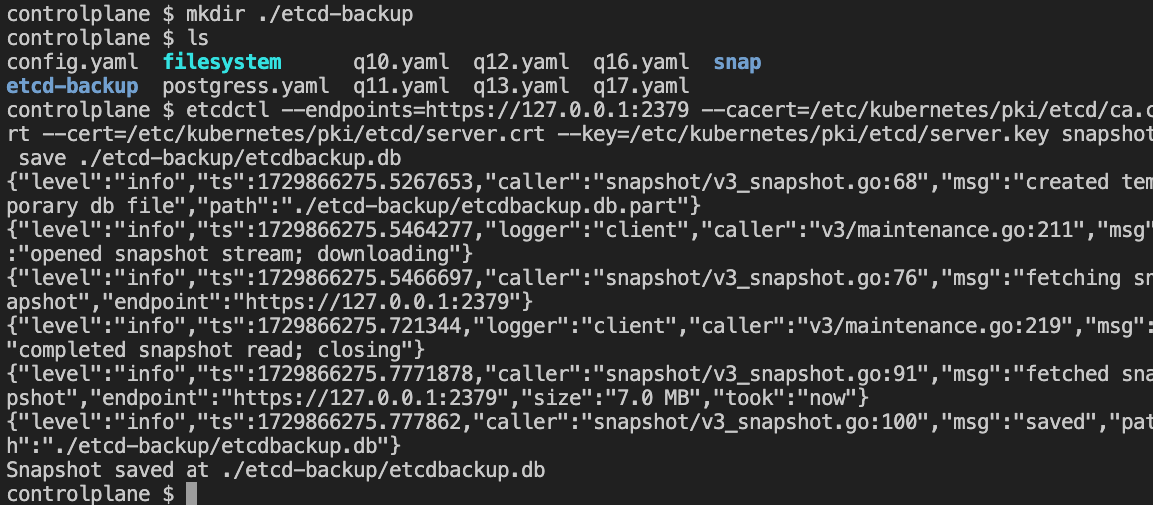 controlplane $ mkdir ./etcd-backup
controlplane $ ls
config.yaml  filesystem      q10.yaml  q12.yaml  q16.yaml  snap
etcd-backup  postgress.yaml  q11.yaml  q13.yaml  q17.yaml
controlplane $ etcdctl --endpoints=https://127.0.0.1:2379 --cacert=/etc/kubernetes/pki/etcd/ca.c
rt --cert=/etc/kubernetes/pki/etcd/server.crt --key=/etc/kubernetes/pki/etcd/server.key snapshot
 save ./etcd-backup/etcdbackup.db
{"level":"info","ts":1729866275.5267653,"caller":"snapshot/v3_snapshot.go:68","msg":"created tem
porary db file","path":"./etcd-backup/etcdbackup.db.part"}
{"level":"info","ts":1729866275.5464277,"logger":"client","caller":"v3/maintenance.go:211","msg"
:"opened snapshot stream; downloading"}
{"level":"info","ts":1729866275.5466697,"caller":"snapshot/v3_snapshot.go:76","msg":"fetching sn
apshot","endpoint":"https://127.0.0.1:2379"}
{"level":"info","ts":1729866275.721344,"logger":"client","caller":"v3/maintenance.go:219","msg":
"completed snapshot read; closing"}
{"level":"info","ts":1729866275.7771878,"caller":"snapshot/v3_snapshot.go:91","msg":"fetched sna
pshot","endpoint":"https://127.0.0.1:2379","size":"7.0 MB","took":"now"}
{"level":"info","ts":1729866275.777862,"caller":"snapshot/v3_snapshot.go:100","msg":"saved","pat
h":"./etcd-backup/etcdbackup.db"}
Snapshot saved at ./etcd-backup/etcdbackup.db
controlplane $